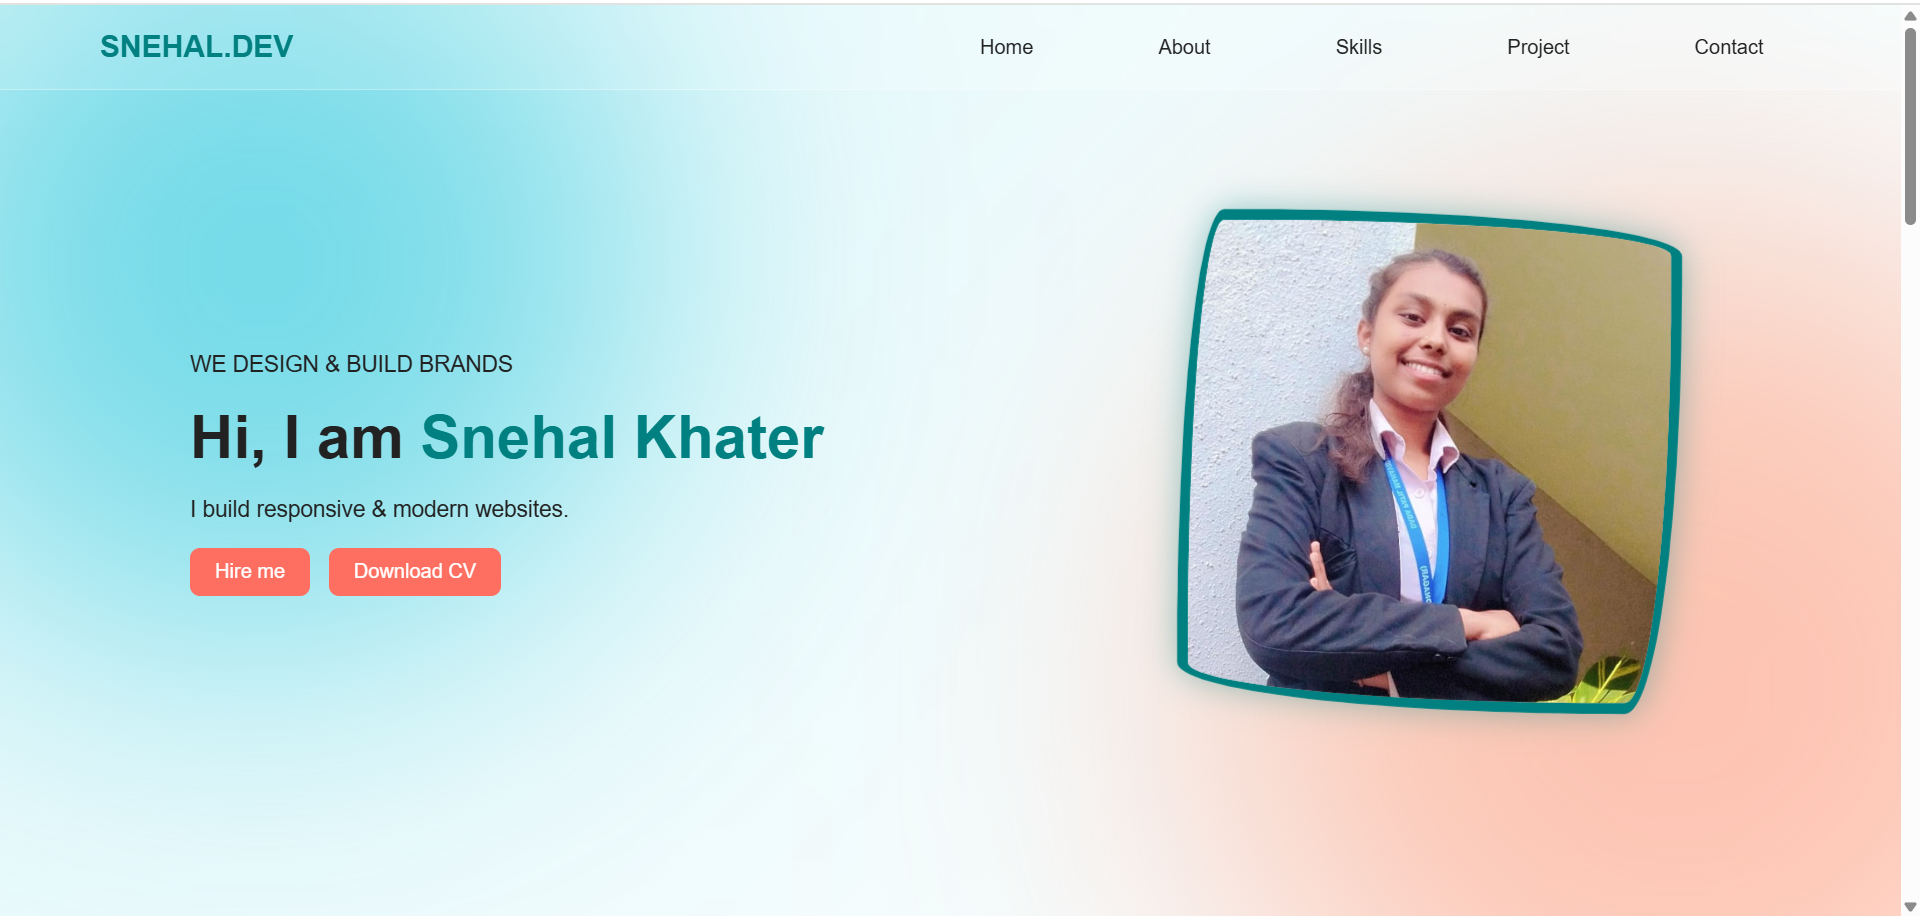 SNEHAL.DEV
Home About Skills Project Contact
WE DESIGN & BUILD BRANDS
Hi, I am Snehal Khater
I build responsive & modern websites.
Hire me Download CV